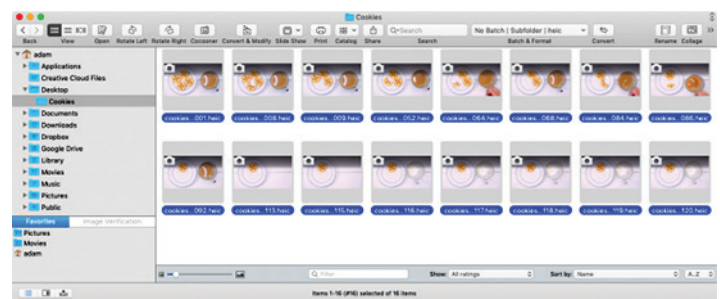 Cookies
Back View Open Rotate Left Rotate Right Cocooner Convert & Modify Slide Show Print Catalog Share Search Batch & Format Convert Rename Collage
Search No Batch | Subfolder | heic
adam
Applications
Creative Cloud Files
Desktop
Cookies
Documents
Downloads
Dropbox
Google Drive
Library
Movies
Music
Pictures
Public
Favorites Image Verification
Pictures
Movies
adam
cookies...001.heic cookies...008.heic cookies...009.heic cookies...052.heic cookies...064.heic cookies...068.heic cookies...084.heic cookies...086.heic
cookies...092.heic cookies...113.heic cookies...115.heic cookies...116.heic cookies...117.heic cookies...118.heic cookies...119.heic cookies...120.heic
Filter Show: All ratings Sort by: Name A..Z
Items 1-16 (#16) selected of 16 items